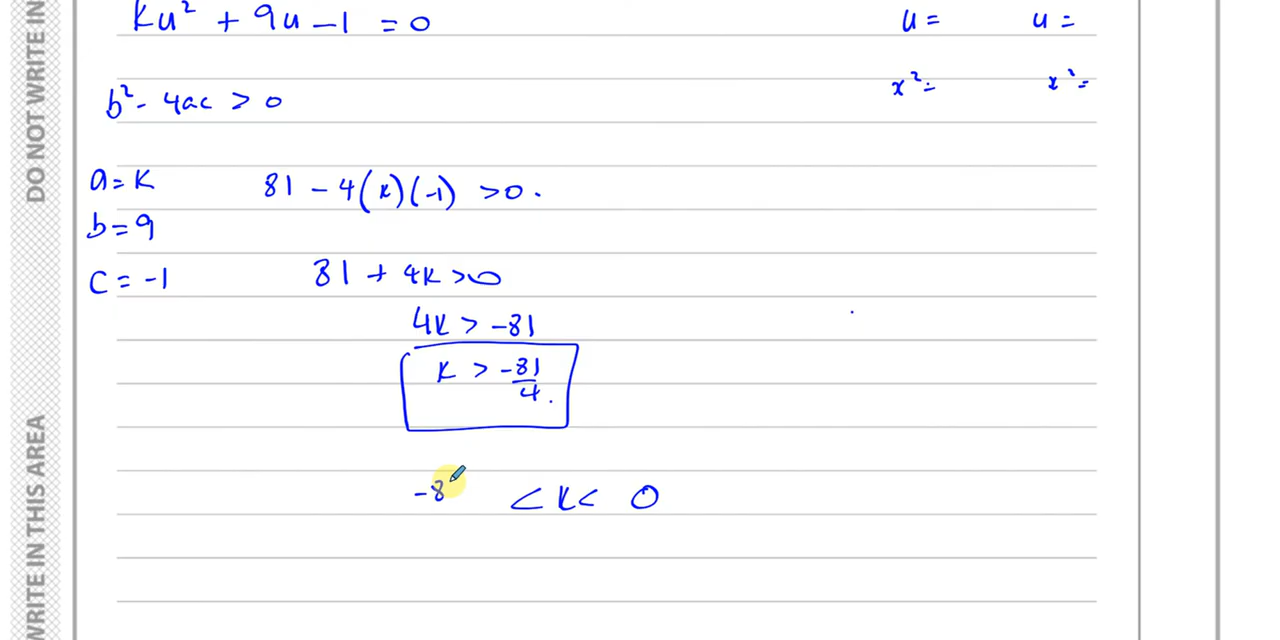 ku² + 9u - 1 = 0
u = u =
x² = x² =
b² - 4ac > 0
a = k 81 - 4(k)(-1) > 0.
b = 9
c = -1 81 + 4k > 0
4k > -81
k > -81/4.
-8 < k < 0
DO NOT WRITE IN
WRITE IN THIS AREA